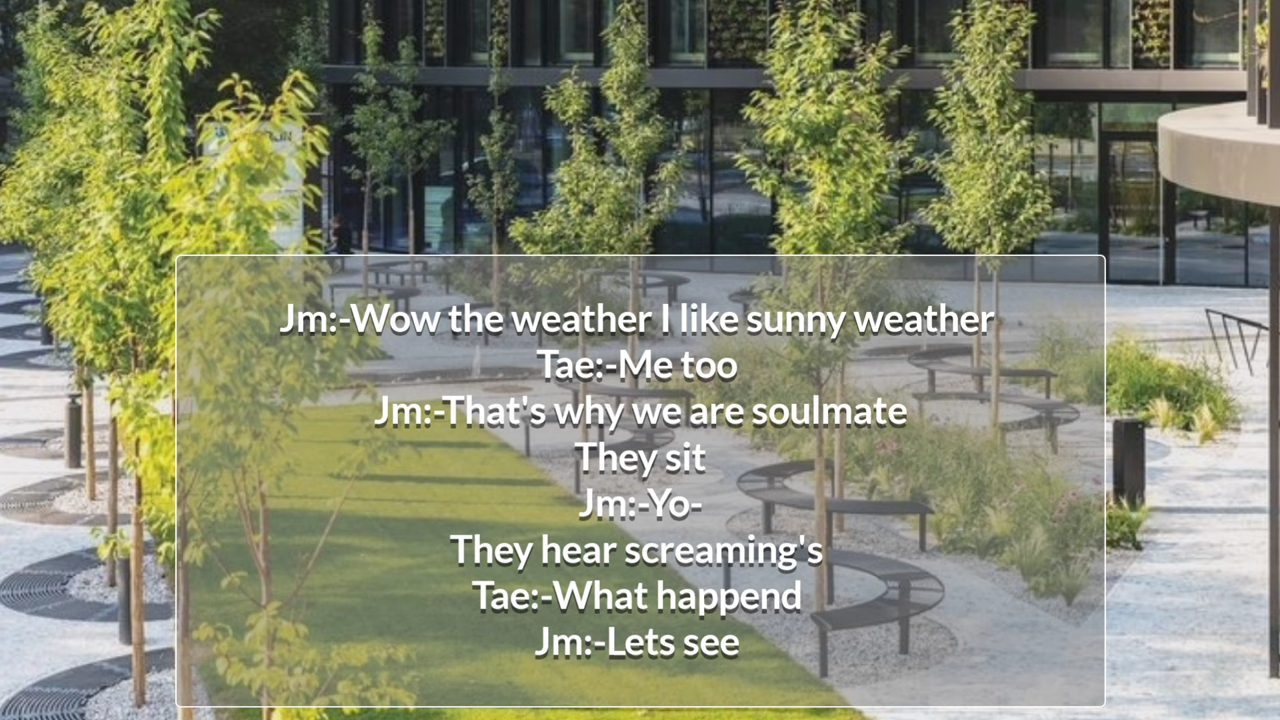 Jm:-Wow the weather I like sunny weather
Tae:-Me too
Jm:-That's why we are soulmate
They sit
Jm:-Yo-
They hear screaming's
Tae:-What happend
Jm:-Lets see